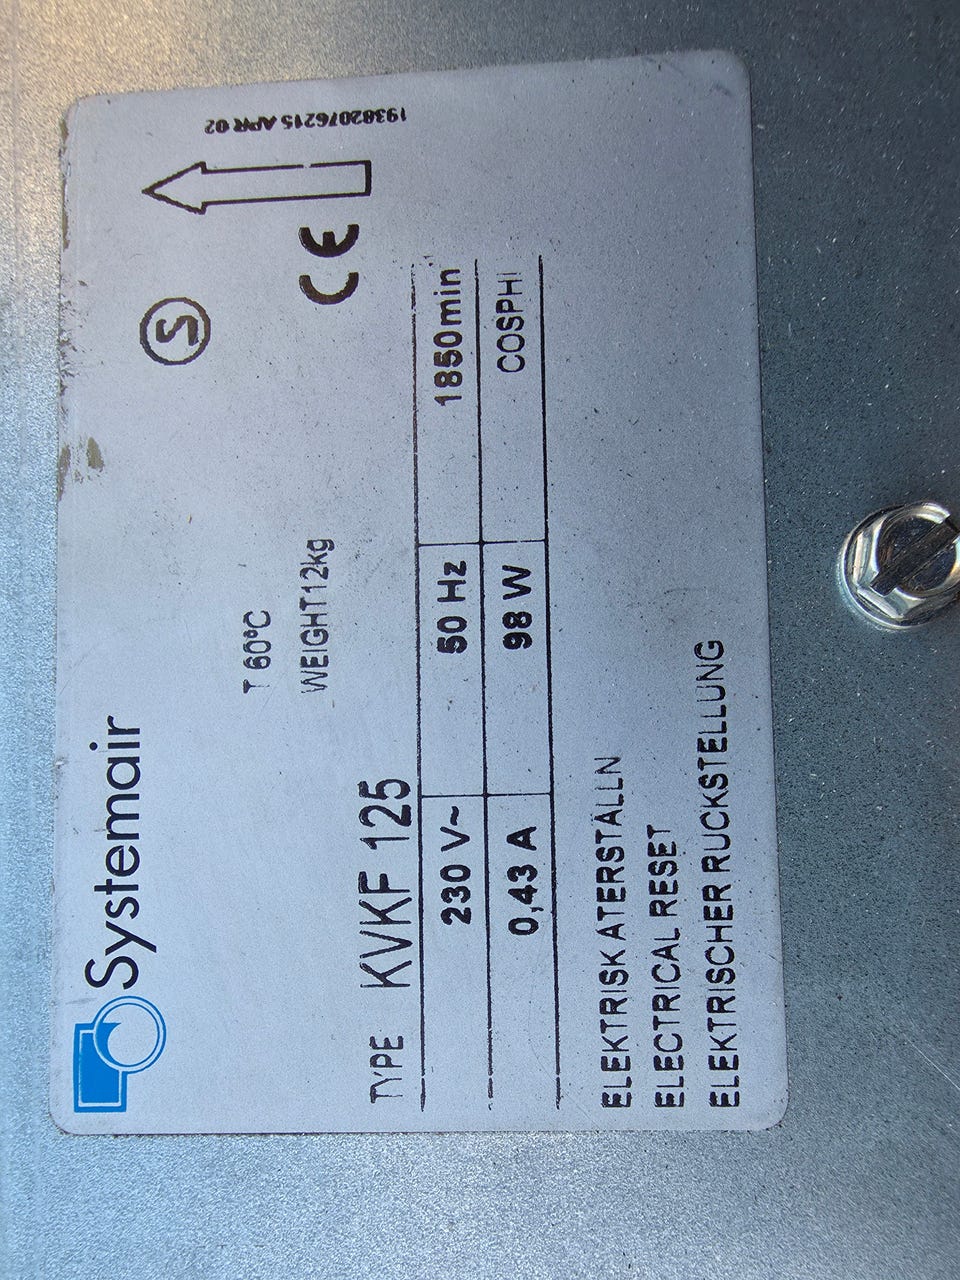 Systemair
S
T 60°C
WEIGHT12kg
CE
19382076215 APR 02
TYPE KVKF 125
230 V~ 50 Hz 1850min
0,43 A 98 W COSPHI
ELEKTRISK ATERSTÄLLN
ELECTRICAL RESET
ELEKTRISCHER RUCKSTELLUNG